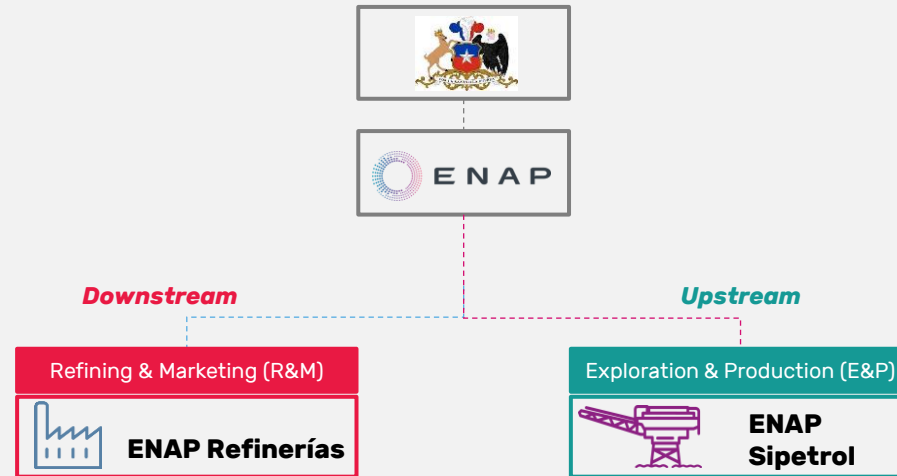 ENAP
Downstream
Upstream
Refining & Marketing (R&M)
Exploration & Production (E&P)
ENAP Refinerías
ENAP
Sipetrol